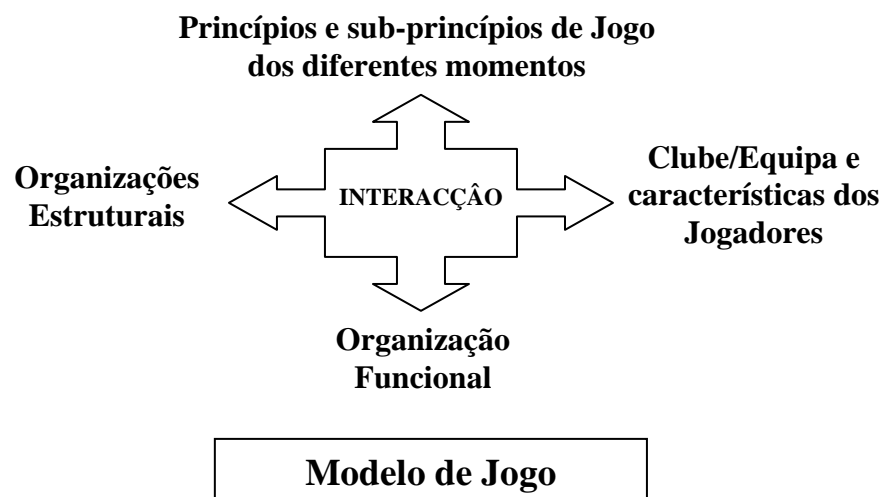 Princípios e sub-princípios de Jogo
dos diferentes momentos
Organizações
Estruturais
INTERACÇÂO
Clube/Equipa e
características dos
Jogadores
Organização
Funcional
Modelo de Jogo